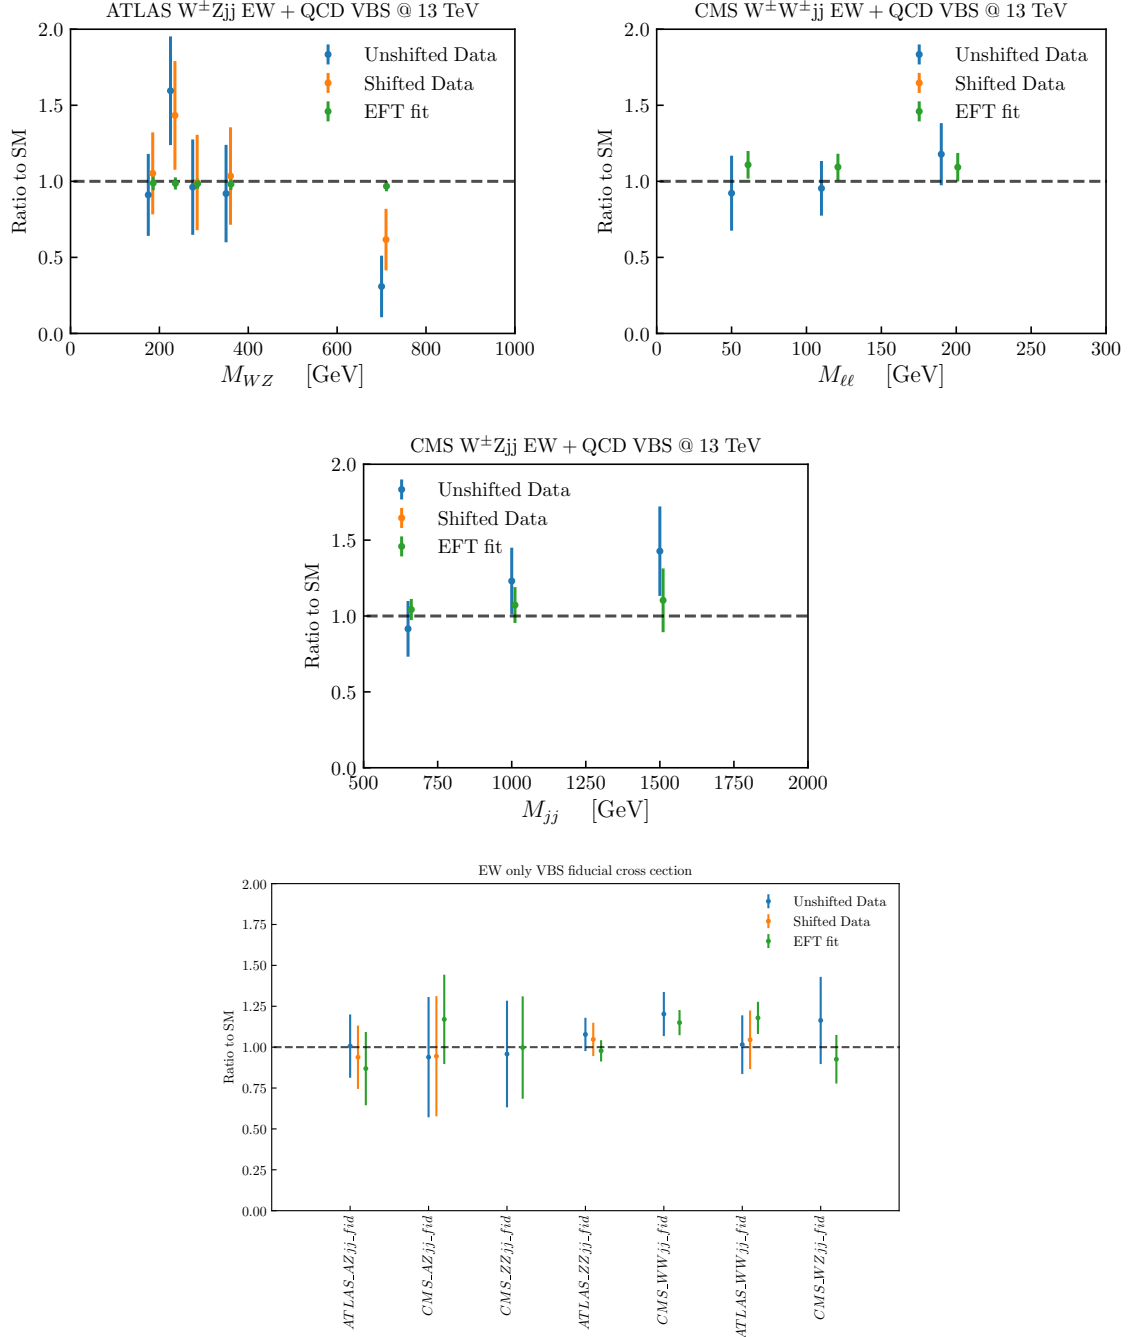 ATLAS W±Zjj EW + QCD VBS @ 13 TeV
2.0
1.5
1.0
0.5
0.0
Ratio to SM
Unshifted Data
Shifted Data
EFT fit
0 200 400 600 800 1000
M_{WZ} [GeV]
CMS W±W±jj EW + QCD VBS @ 13 TeV
2.0
1.5
1.0
0.5
0.0
Ratio to SM
Unshifted Data
Shifted Data
EFT fit
0 50 100 150 200 250 300
M_{ℓℓ} [GeV]
CMS W±Zjj EW + QCD VBS @ 13 TeV
2.0
1.5
1.0
0.5
0.0
Ratio to SM
Unshifted Data
Shifted Data
EFT fit
500 750 1000 1250 1500 1750 2000
M_{jj} [GeV]
EW only VBS fiducial cross cection
2.00
1.75
1.50
1.25
1.00
0.75
0.50
0.25
0.00
Ratio to SM
Unshifted Data
Shifted Data
EFT fit
ATLAS_AZjj_fid
CMS_AZjj_fid
CMS_ZZjj_fid
ATLAS_ZZjj_fid
CMS_WWjj_fid
ATLAS_WWjj_fid
CMS_WZjj_fid